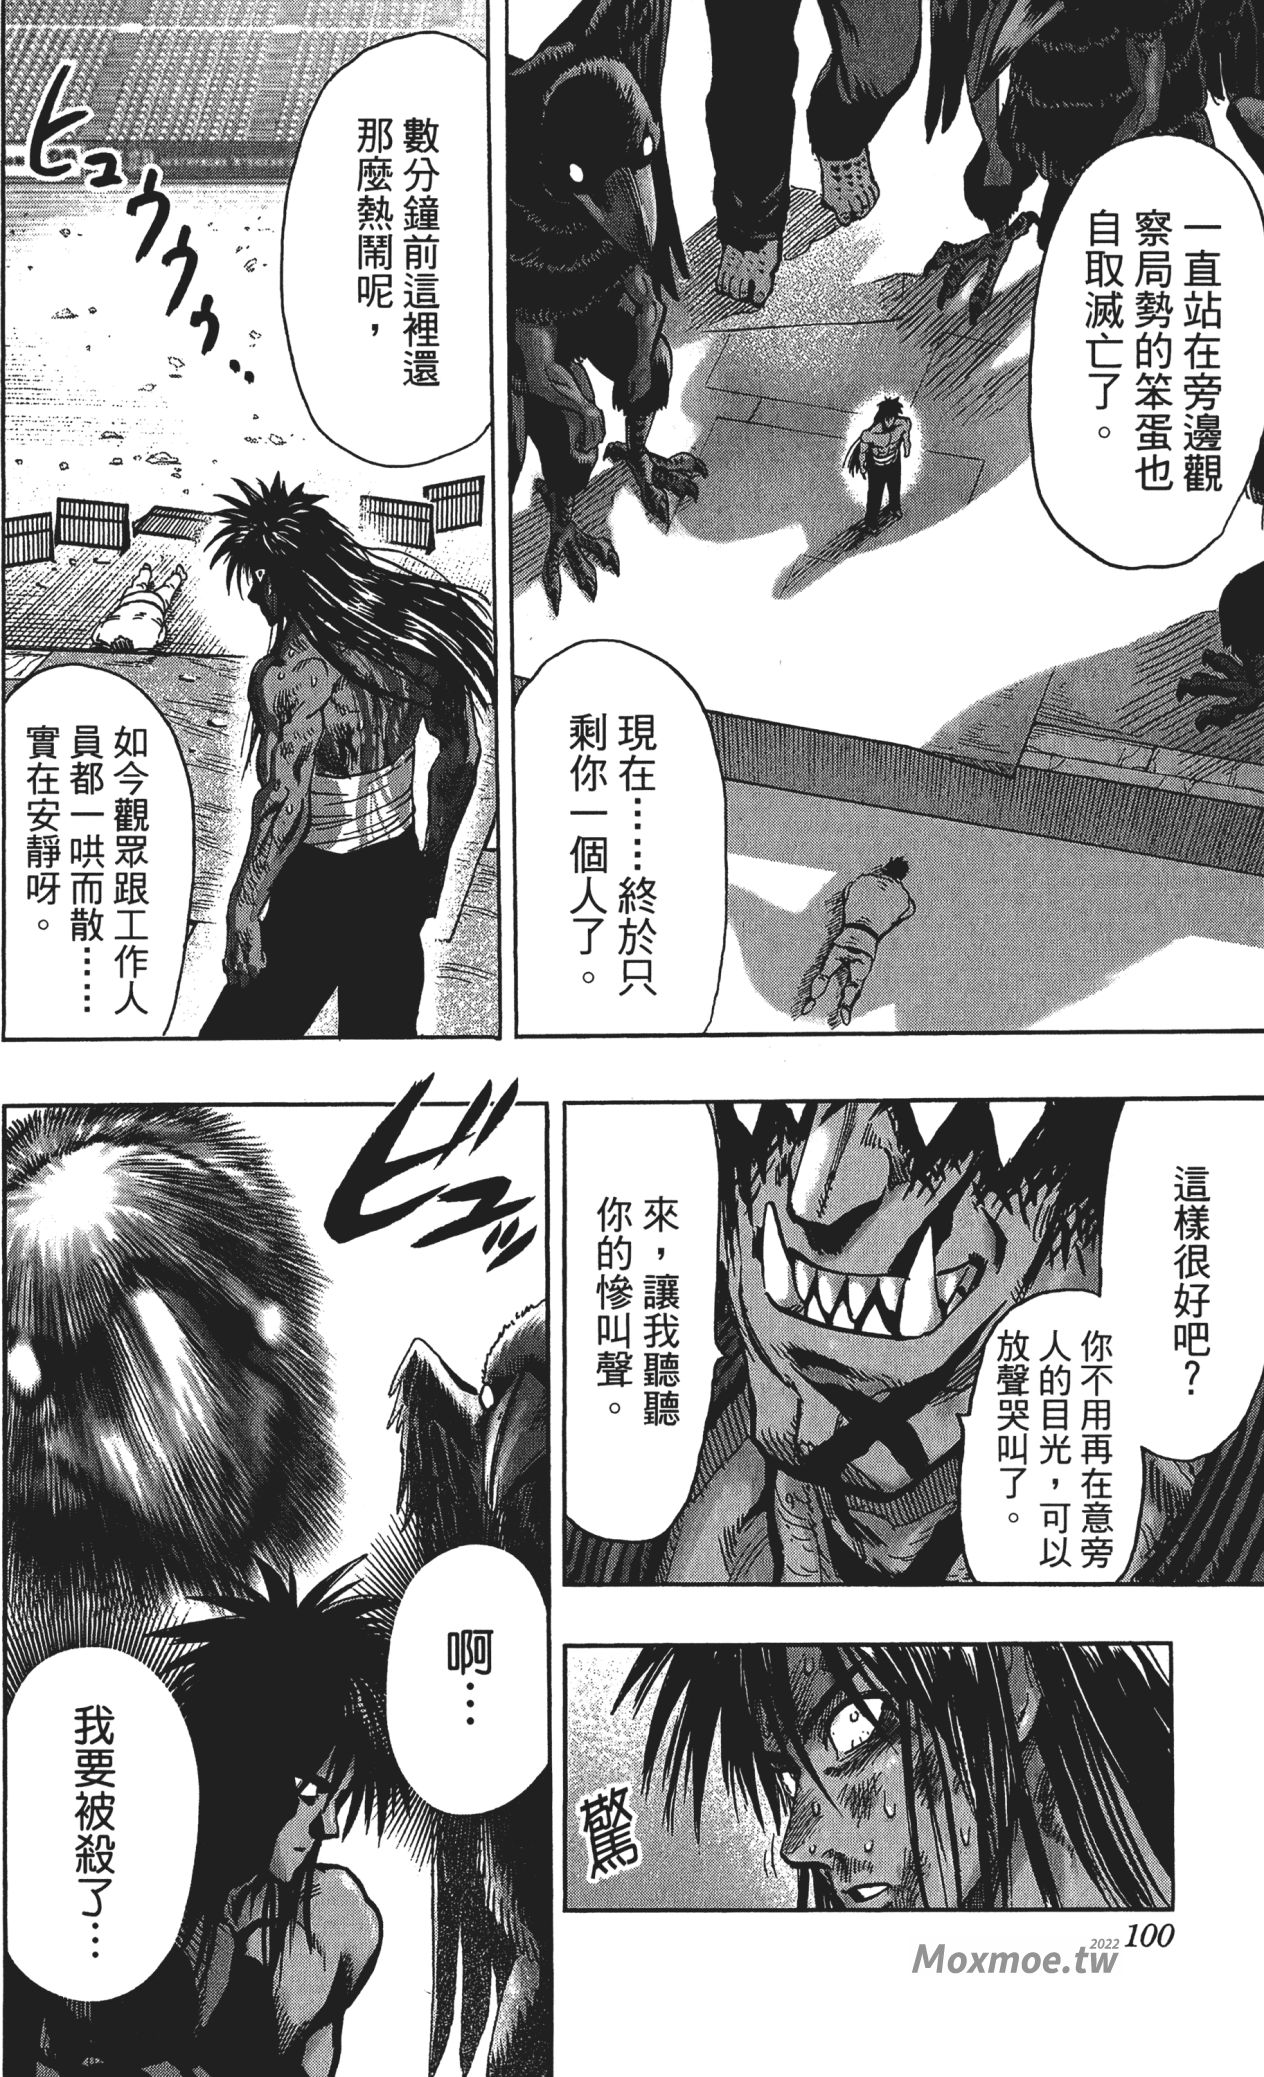 一直站在旁邊觀
察局勢的笨蛋也
自取滅亡了。
現在……終於只
剩你一個人了。
數分鐘前這裡還
那麼熱鬧呢，
ヒュウウゥ…
如今觀眾跟工作人
員都一哄而散……
實在安靜呀。
這樣很好吧？
你不用再在意旁
人的目光，可以
放聲哭叫了。
來，讓我聽聽
你的慘叫聲。
驚
ビュッ
啊…
我要被殺了…
100
2022
Moxmoe.tw